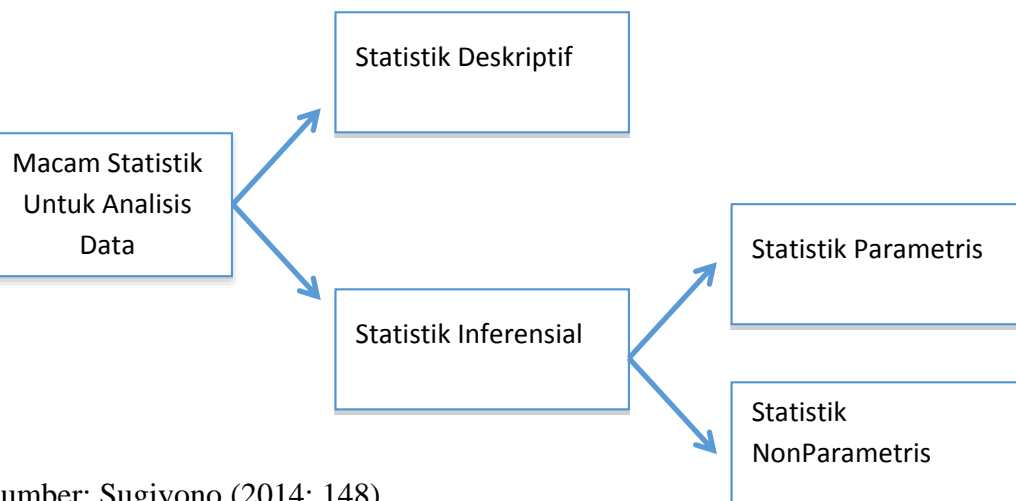 Statistik Deskriptif
Macam Statistik
Untuk Analisis
Data
Statistik Parametris
Statistik Inferensial
Statistik
NonParametris
umber: Sugiyono (2014: 148)